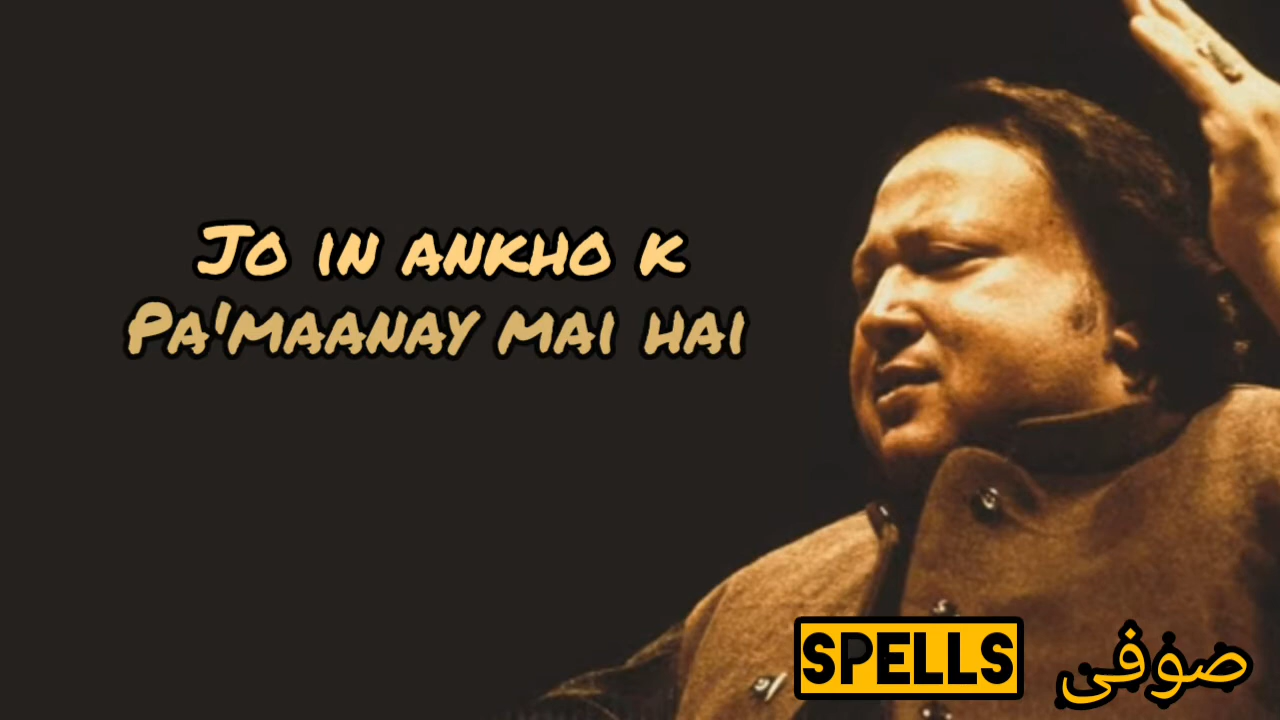 Jo in ankho k
Pa'maanay mai hai
SPELLS صوفی